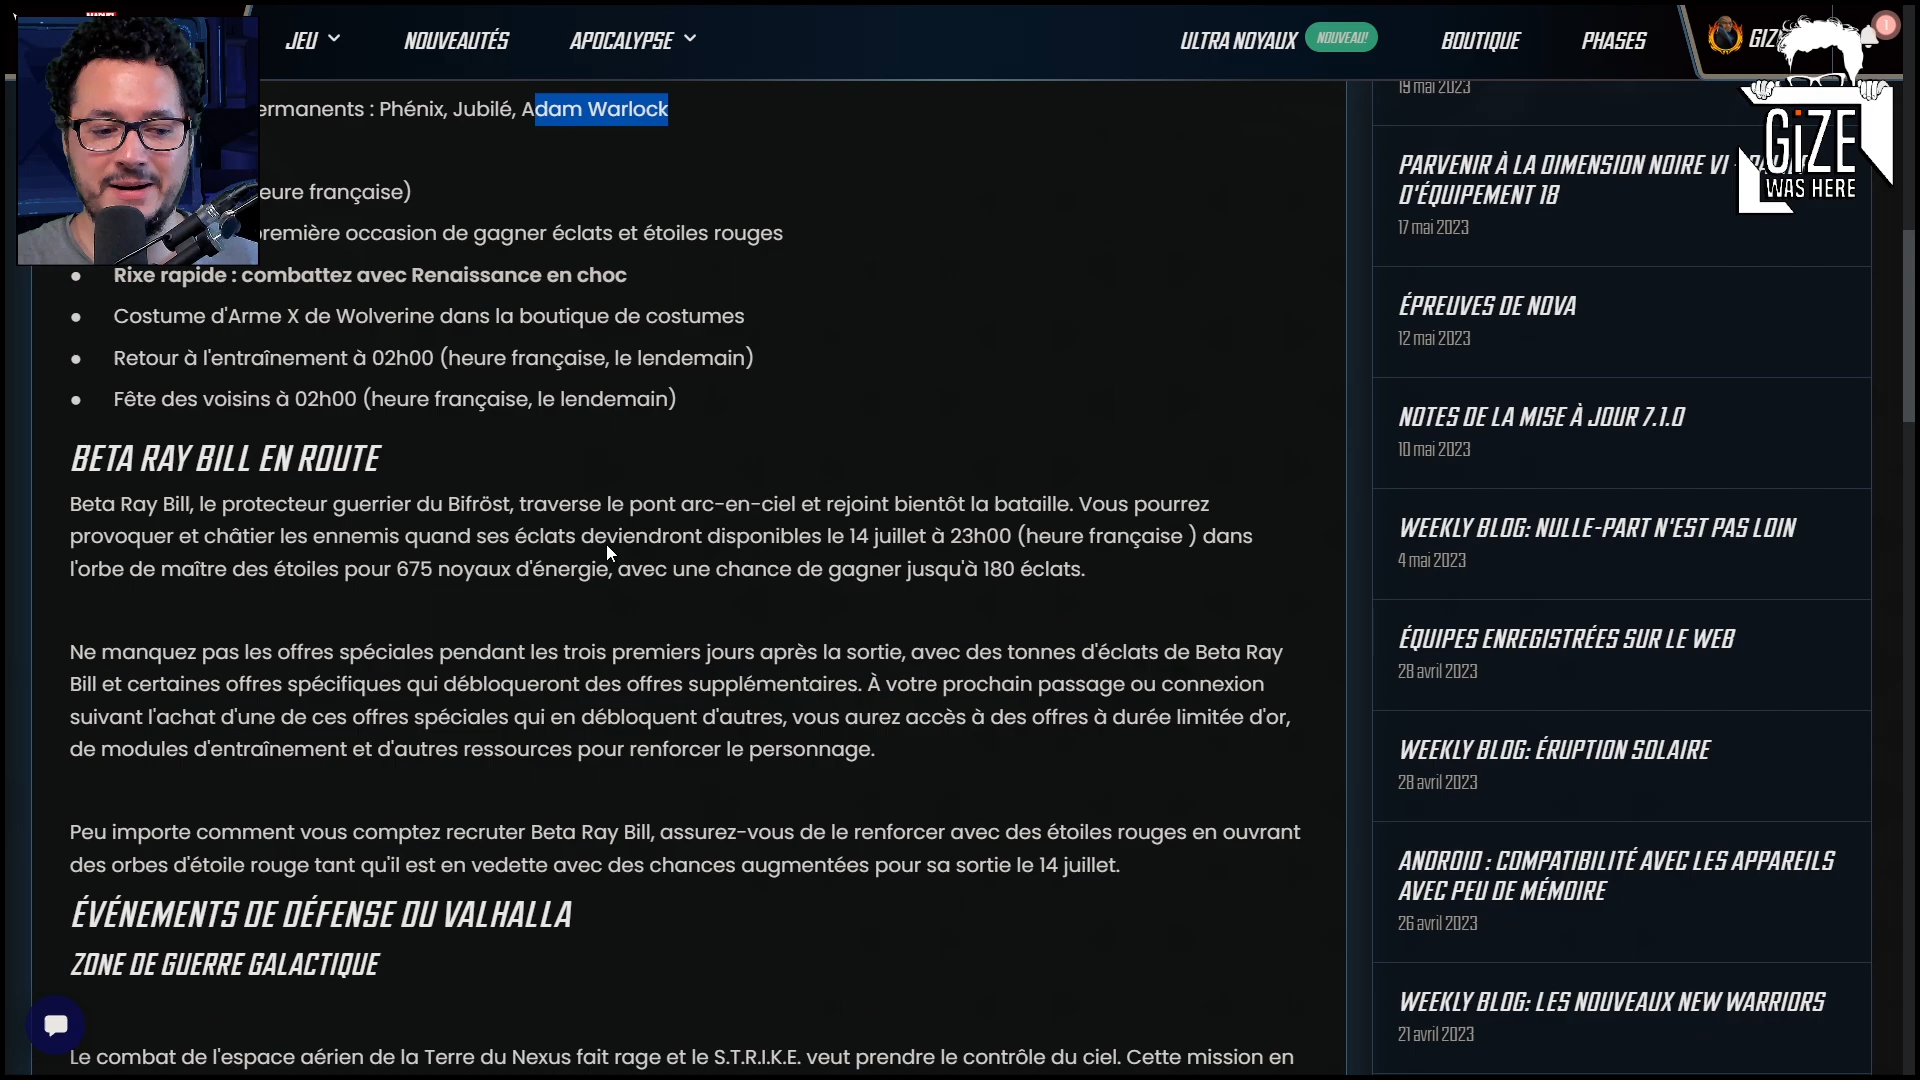 JEU
NOUVEAUTÉS
APOCALYPSE
ULTRA NOYAUX
NOUVEAU!
BOUTIQUE
PHASES
1
GiZE
WAS HERE
ermanents : Phénix, Jubilé, Adam Warlock
eure française)
première occasion de gagner éclats et étoiles rouges
● Rixe rapide : combattez avec Renaissance en choc
● Costume d'Arme X de Wolverine dans la boutique de costumes
● Retour à l'entraînement à 02h00 (heure française, le lendemain)
● Fête des voisins à 02h00 (heure française, le lendemain)
BETA RAY BILL EN ROUTE
Beta Ray Bill, le protecteur guerrier du Bifröst, traverse le pont arc-en-ciel et rejoint bientôt la bataille. Vous pourrez
provoquer et châtier les ennemis quand ses éclats deviendront disponibles le 14 juillet à 23h00 (heure française ) dans
l'orbe de maître des étoiles pour 675 noyaux d'énergie, avec une chance de gagner jusqu'à 180 éclats.
Ne manquez pas les offres spéciales pendant les trois premiers jours après la sortie, avec des tonnes d'éclats de Beta Ray
Bill et certaines offres spécifiques qui débloqueront des offres supplémentaires. À votre prochain passage ou connexion
suivant l'achat d'une de ces offres spéciales qui en débloquent d'autres, vous aurez accès à des offres à durée limitée d'or,
de modules d'entraînement et d'autres ressources pour renforcer le personnage.
Peu importe comment vous comptez recruter Beta Ray Bill, assurez-vous de le renforcer avec des étoiles rouges en ouvrant
des orbes d'étoile rouge tant qu'il est en vedette avec des chances augmentées pour sa sortie le 14 juillet.
ÉVÉNEMENTS DE DÉFENSE DU VALHALLA
ZONE DE GUERRE GALACTIQUE
Le combat de l'espace aérien de la Terre du Nexus fait rage et le S.T.R.I.K.E. veut prendre le contrôle du ciel. Cette mission en
19 mai 2023
PARVENIR À LA DIMENSION NOIRE VI -
D'ÉQUIPEMENT 18
17 mai 2023
ÉPREUVES DE NOVA
12 mai 2023
NOTES DE LA MISE À JOUR 7.1.0
10 mai 2023
WEEKLY BLOG: NULLE-PART N'EST PAS LOIN
4 mai 2023
ÉQUIPES ENREGISTRÉES SUR LE WEB
28 avril 2023
WEEKLY BLOG: ÉRUPTION SOLAIRE
28 avril 2023
ANDROID : COMPATIBILITÉ AVEC LES APPAREILS
AVEC PEU DE MÉMOIRE
26 avril 2023
WEEKLY BLOG: LES NOUVEAUX NEW WARRIORS
21 avril 2023